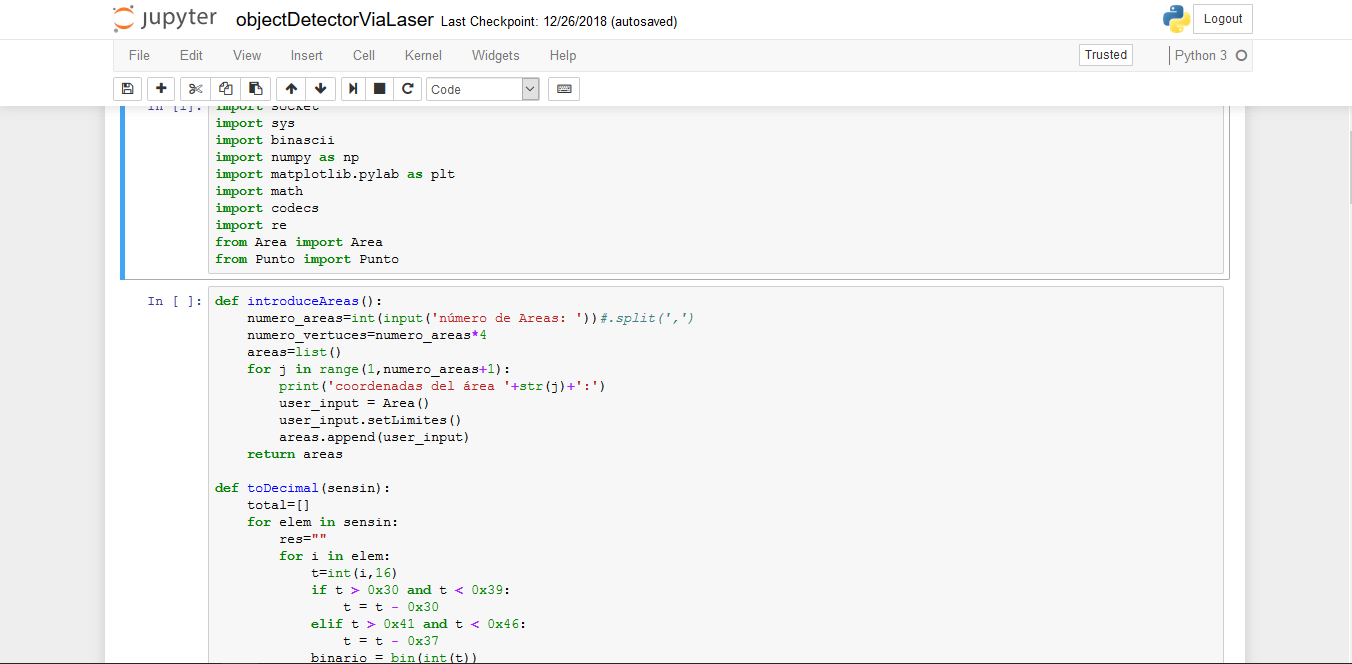 jupyter objectDetectorViaLaser Last Checkpoint: 12/26/2018 (autosaved) Logout
File Edit View Insert Cell Kernel Widgets Help Trusted Python 3
Code
In [1]: import socket
import sys
import binascii
import numpy as np
import matplotlib.pylab as plt
import math
import codecs
import re
from Area import Area
from Punto import Punto
In [ ]: def introduceAreas():
    numero_areas=int(input('número de Areas: '))#.split(',')
    numero_vertuces=numero_areas*4
    areas=list()
    for j in range(1,numero_areas+1):
        print('coordenadas del área '+str(j)+':')
        user_input = Area()
        user_input.setLimites()
        areas.append(user_input)
    return areas
def toDecimal(sensin):
    total=[]
    for elem in sensin:
        res=""
        for i in elem:
            t=int(i,16)
            if t > 0x30 and t < 0x39:
                t = t - 0x30
            elif t > 0x41 and t < 0x46:
                t = t - 0x37
            binario = bin(int(t))